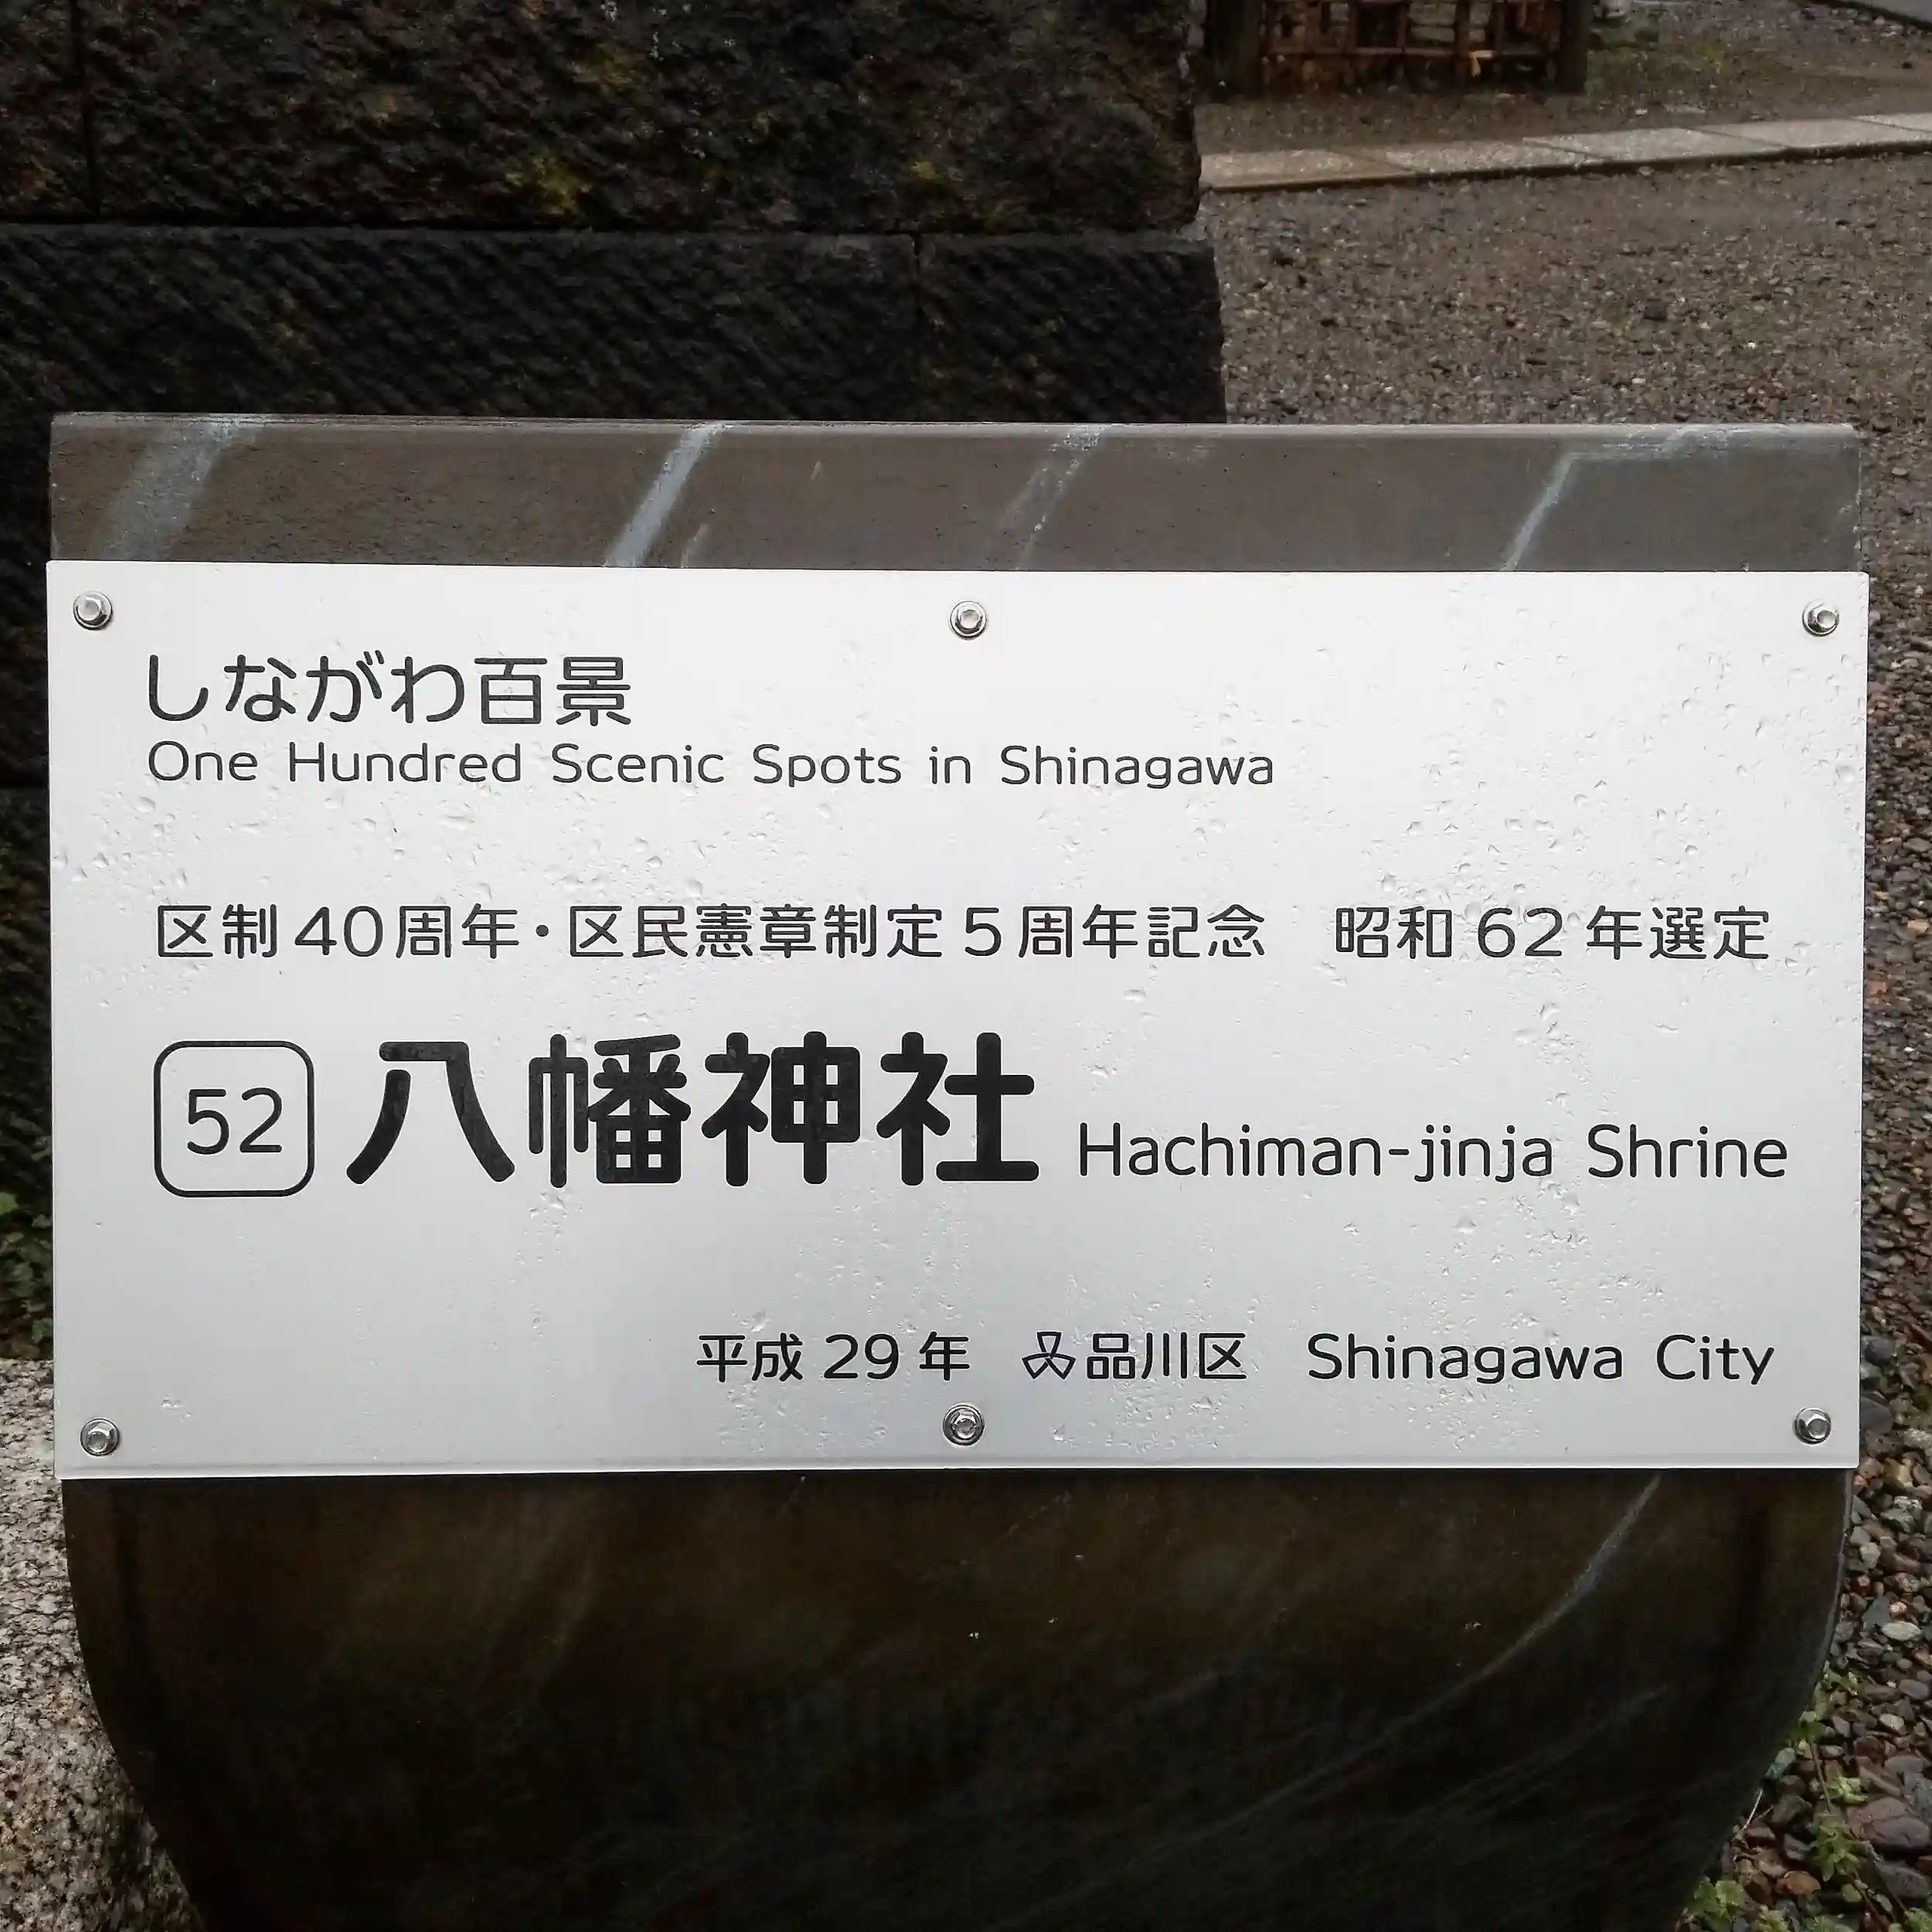 しながわ百景
One Hundred Scenic Spots in Shinagawa
区制40周年・区民憲章制定5周年記念　昭和62年選定
52 八幡神社 Hachiman-jinja Shrine
平成29年 品川区 Shinagawa City